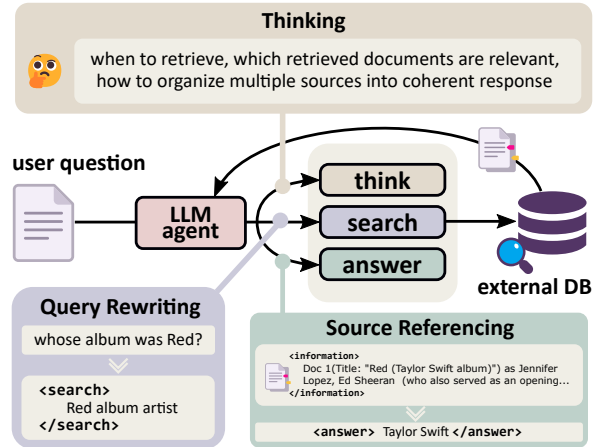 Thinking
when to retrieve, which retrieved documents are relevant,
how to organize multiple sources into coherent response
user question
LLM
agent
think
search
answer
external DB
Query Rewriting
whose album was Red?
<search>
Red album artist
</search>
Source Referencing
<information>
Doc 1(Title: "Red (Taylor Swift album)") as Jennifer
Lopez, Ed Sheeran (who also served as an opening...
</information>
<answer> Taylor Swift </answer>